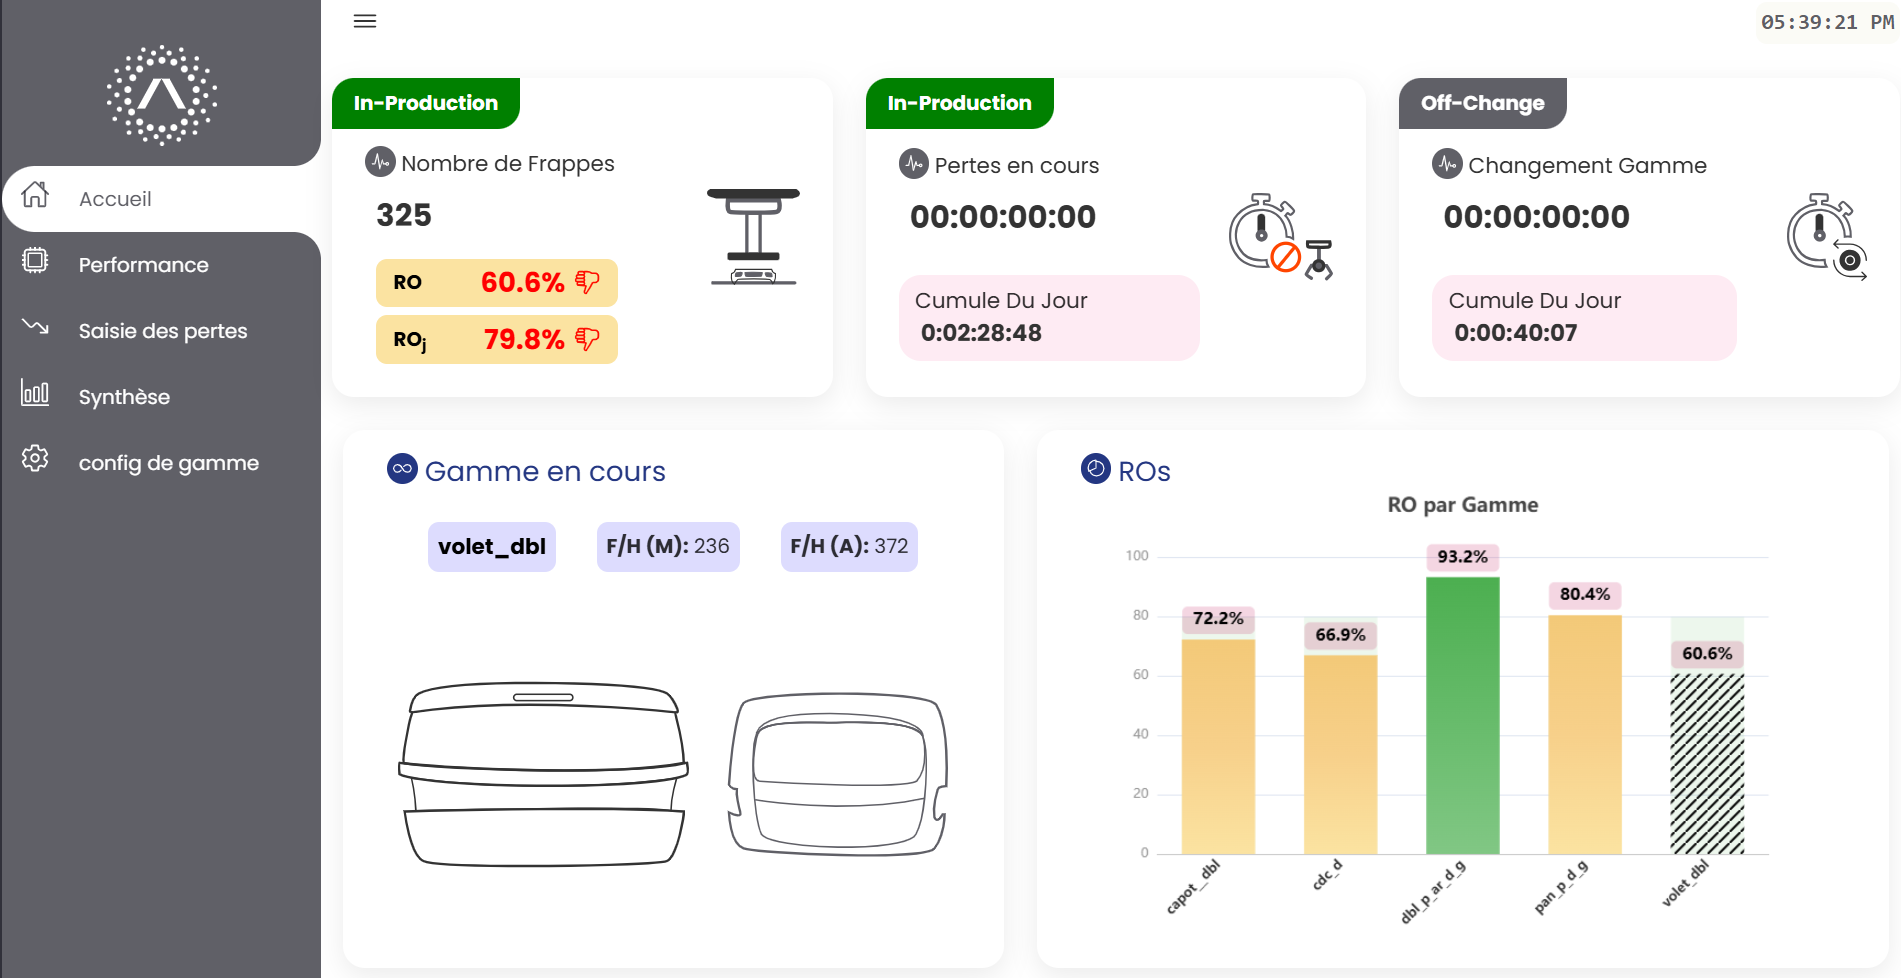 05:39:21 PM
Accueil
Performance
Saisie des pertes
Synthèse
config de gamme
In-Production
Nombre de Frappes
325
RO 60.6%
ROj 79.8%
In-Production
Pertes en cours
00:00:00:00
Cumule Du Jour
0:02:28:48
Off-Change
Changement Gamme
00:00:00:00
Cumule Du Jour
0:00:40:07
Gamme en cours
volet_dbl
F/H (M): 236
F/H (A): 372
ROs
RO par Gamme
100
80
60
40
20
0
72.2%
66.9%
93.2%
80.4%
60.6%
capot_dbl
cdc_d
dbl_p_ar_d_g
pan_p_d_g
volet_dbl